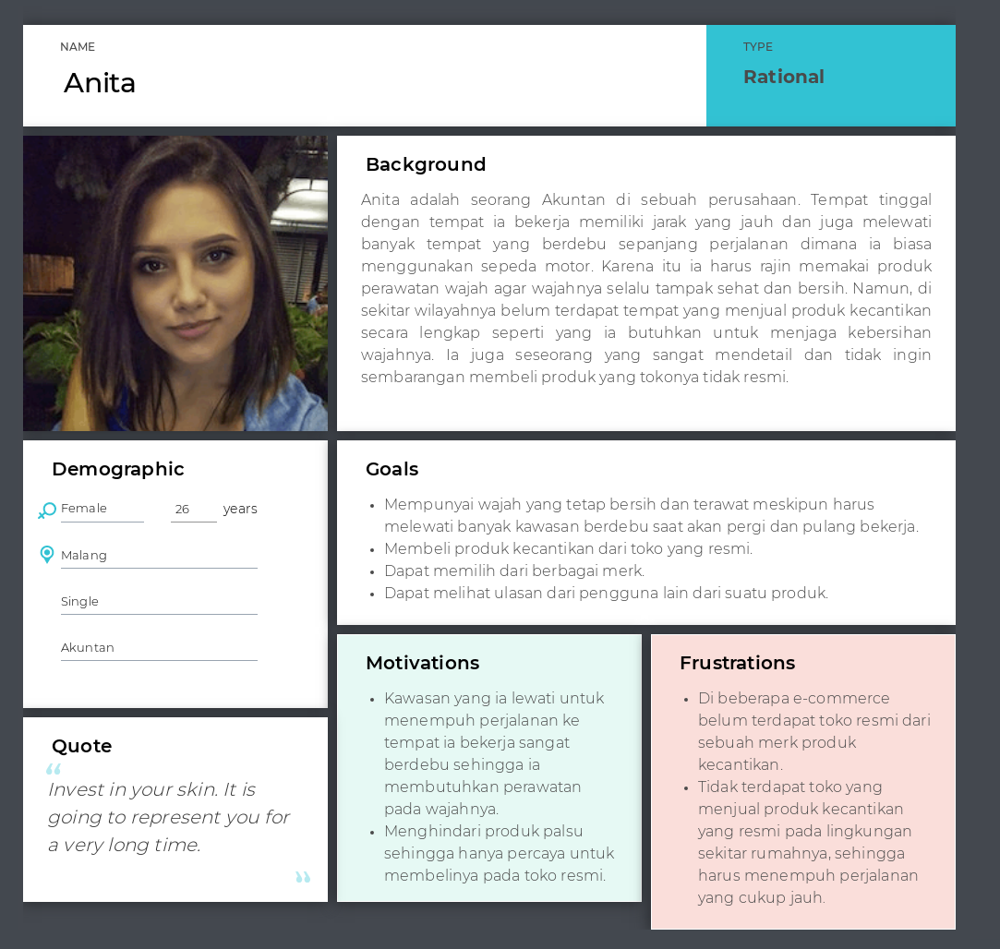 NAME
Anita
TYPE
Rational
Background
Anita adalah seorang Akuntan di sebuah perusahaan. Tempat tinggal
dengan tempat ia bekerja memiliki jarak yang jauh dan juga melewati
banyak tempat yang berdebu sepanjang perjalanan dimana ia biasa
menggunakan sepeda motor. Karena itu ia harus rajin memakai produk
perawatan wajah agar wajahnya selalu tampak sehat dan bersih. Namun, di
sekitar wilayahnya belum terdapat tempat yang menjual produk kecantikan
secara lengkap seperti yang ia butuhkan untuk menjaga kebersihan
wajahnya. Ia juga seseorang yang sangat mendetail dan tidak ingin
sembarangan membeli produk yang tokonya tidak resmi.
Demographic
Female 26 years
Malang
Single
Akuntan
Goals
• Mempunyai wajah yang tetap bersih dan terawat meskipun harus
melewati banyak kawasan berdebu saat akan pergi dan pulang bekerja.
• Membeli produk kecantikan dari toko yang resmi.
• Dapat memilih dari berbagai merk.
• Dapat melihat ulasan dari pengguna lain dari suatu produk.
Quote
“
Invest in your skin. It is
going to represent you for
a very long time.
”
Motivations
• Kawasan yang ia lewati untuk
menempuh perjalanan ke
tempat ia bekerja sangat
berdebu sehingga ia
membutuhkan perawatan
pada wajahnya.
• Menghindari produk palsu
sehingga hanya percaya untuk
membelinya pada toko resmi.
Frustrations
• Di beberapa e-commerce
belum terdapat toko resmi dari
sebuah merk produk
kecantikan.
• Tidak terdapat toko yang
menjual produk kecantikan
yang resmi pada lingkungan
sekitar rumahnya, sehingga
harus menempuh perjalanan
yang cukup jauh.